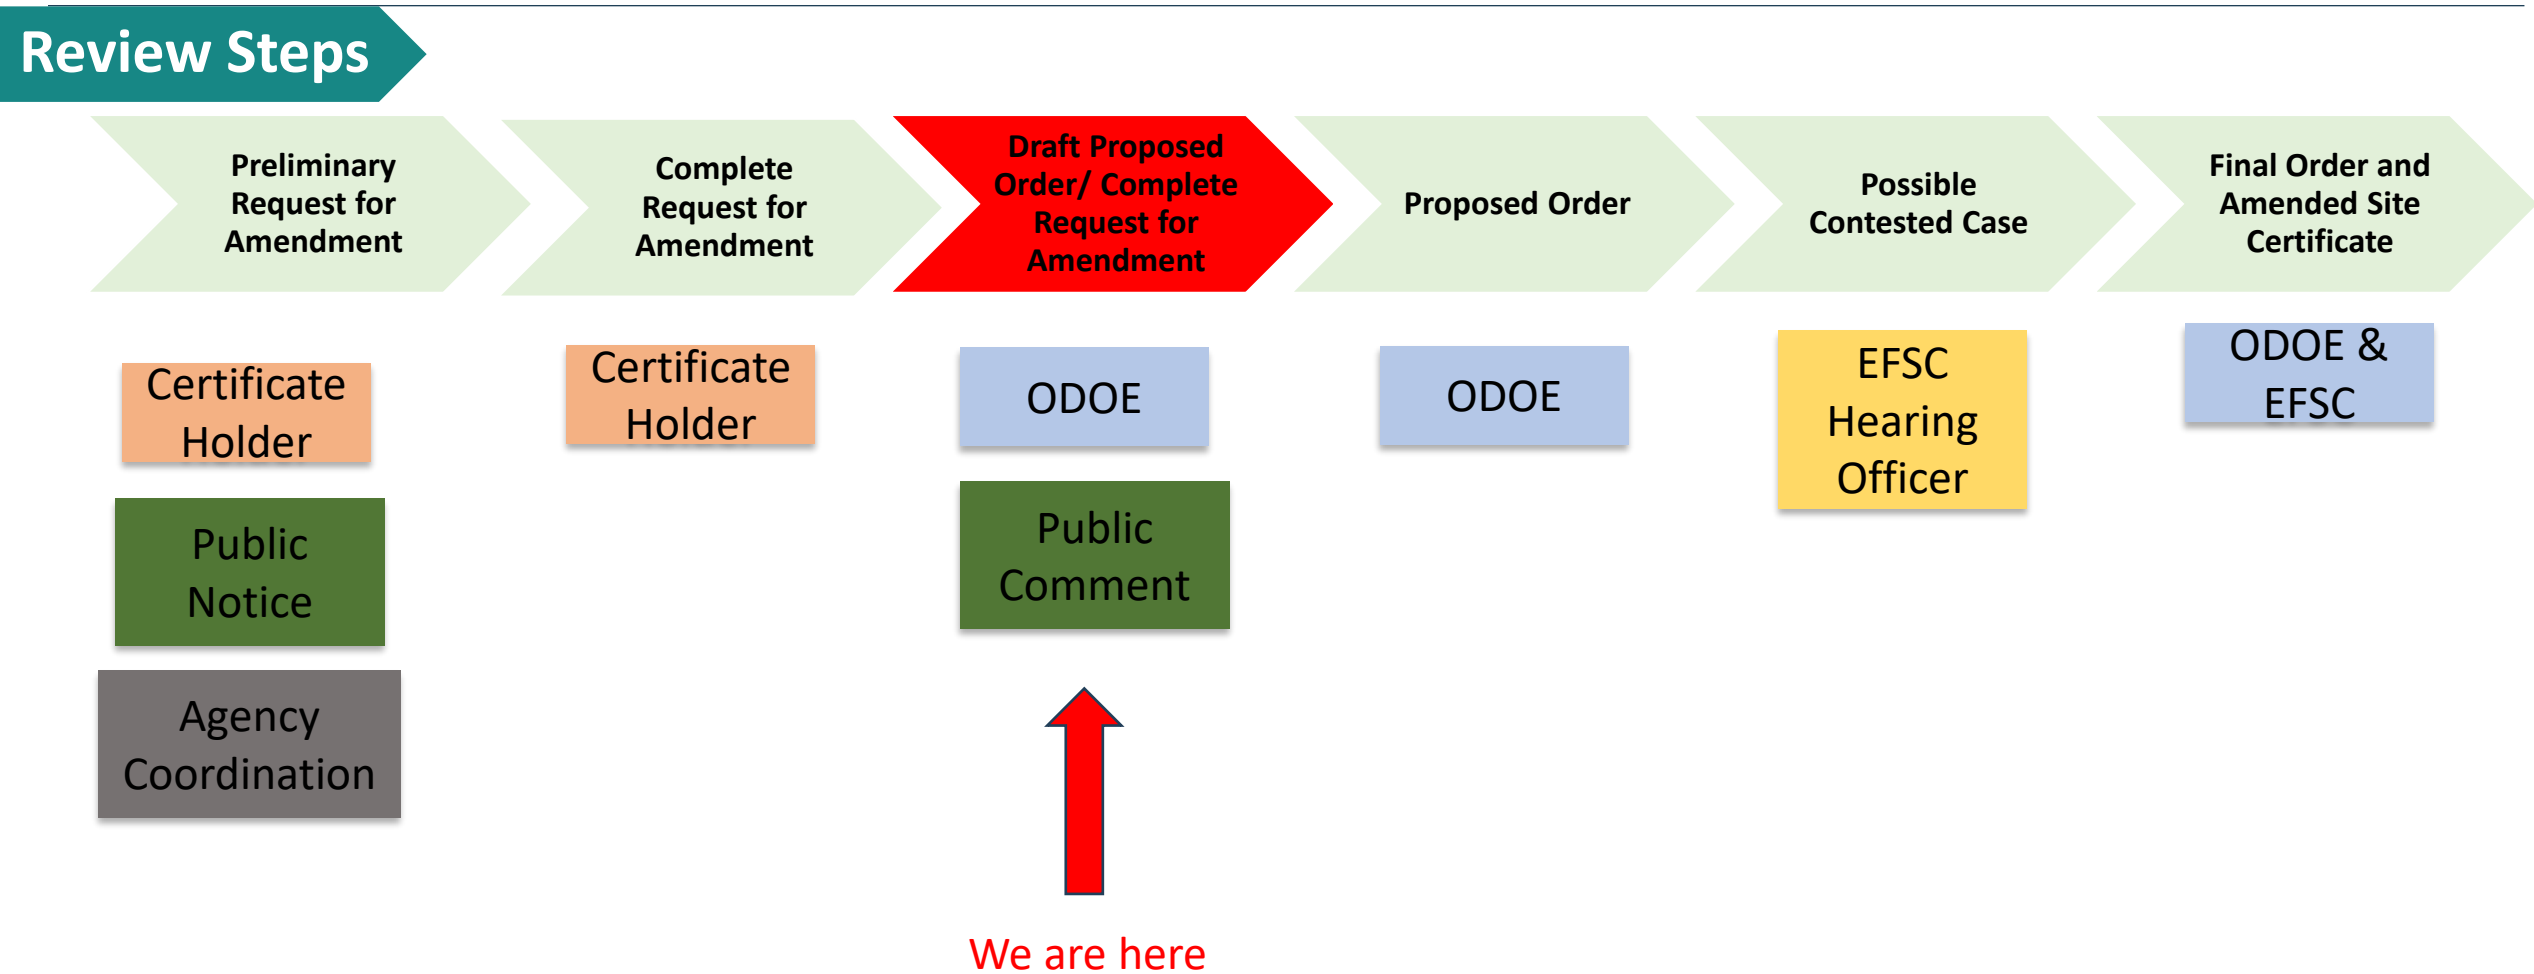 Review Steps
Preliminary
Request for
Amendment
Complete
Request for
Amendment
Draft Proposed
Order/ Complete
Request for
Amendment
Proposed Order
Possible
Contested Case
Final Order and
Amended Site
Certificate
Certificate
Holder
Public
Notice
Agency
Coordination
Certificate
Holder
ODOE
Public
Comment
We are here
ODOE
EFSC
Hearing
Officer
ODOE &
EFSC